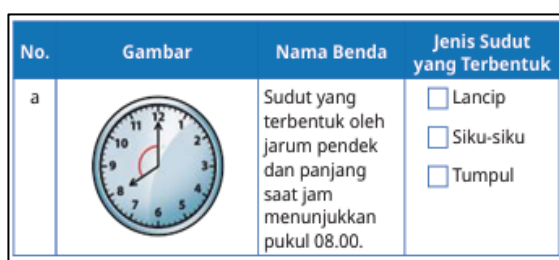 No.
Gambar
Nama Benda
Jenis Sudut
yang Terbentuk
a
12
1
2
3
4
5
6
7
8
9
10
11
Sudut yang
terbentuk oleh
jarum pendek
dan panjang
saat jam
menunjukkan
pukul 08.00.
Lancip
Siku-siku
Tumpul